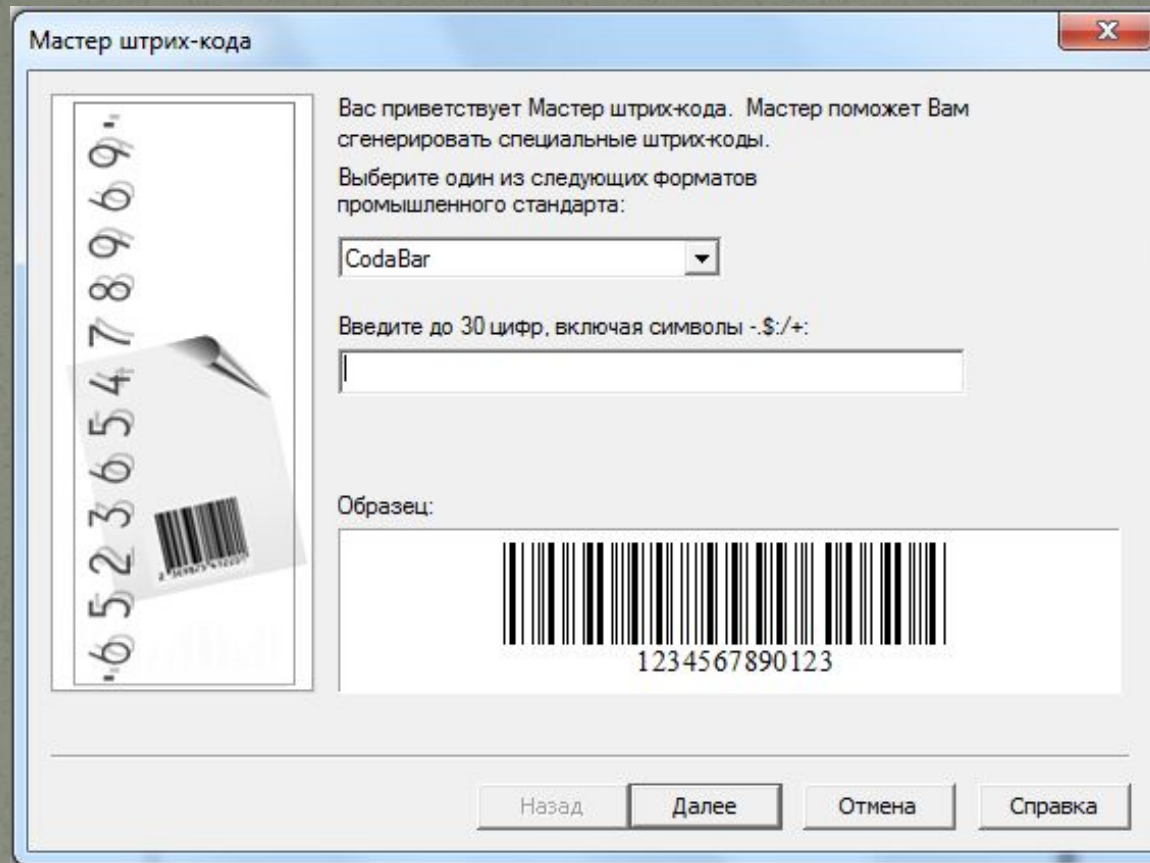 Мастер штрих-кода
Вас приветствует Мастер штрих-кода. Мастер поможет Вам
сгенерировать специальные штрих-коды.
Выберите один из следующих форматов
промышленного стандарта:
CodaBar
Введите до 30 цифр, включая символы -.$:/+:
Образец:
1234567890123
Назад
Далее
Отмена
Справка
-652365478969-